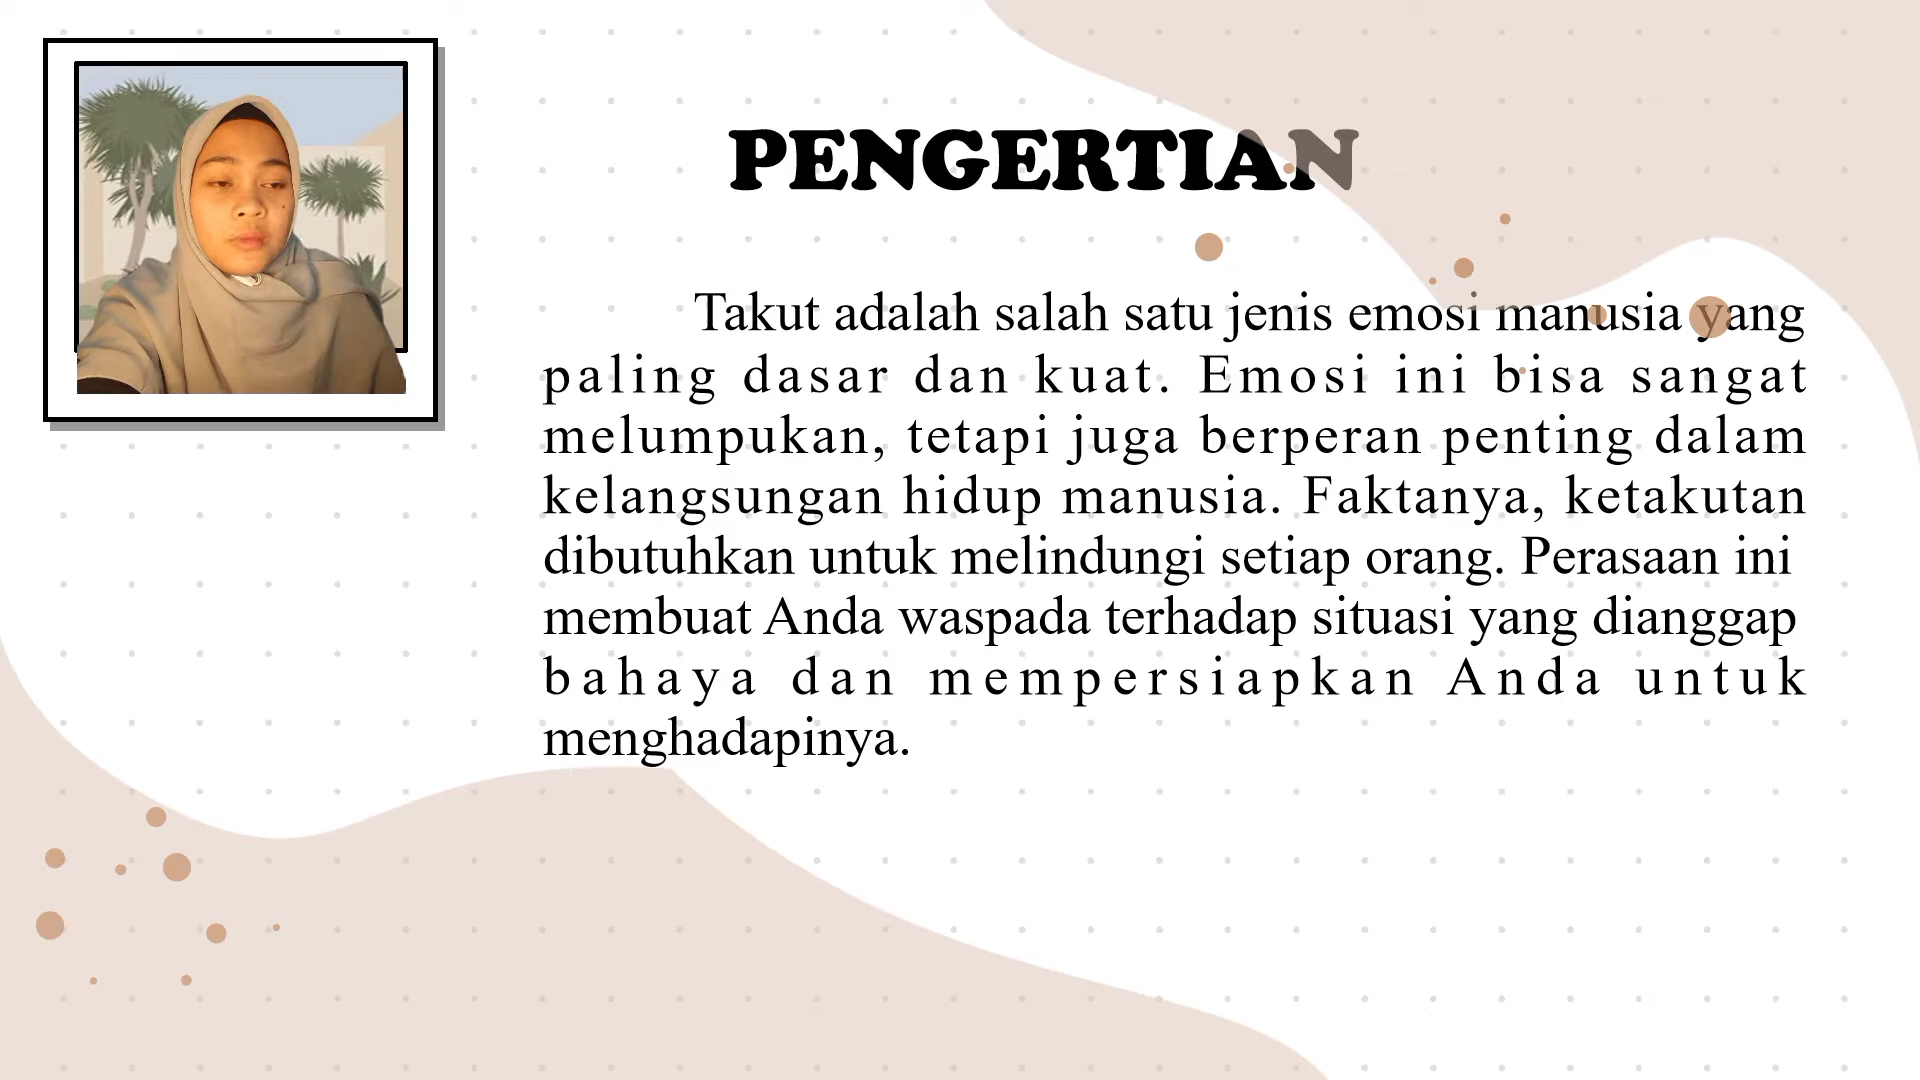 PENGERTIAN
Takut adalah salah satu jenis emosi manusia yang
paling dasar dan kuat. Emosi ini bisa sangat
melumpukan, tetapi juga berperan penting dalam
kelangsungan hidup manusia. Faktanya, ketakutan
dibutuhkan untuk melindungi setiap orang. Perasaan ini
membuat Anda waspada terhadap situasi yang dianggap
bahaya dan mempersiapkan Anda untuk
menghadapinya.